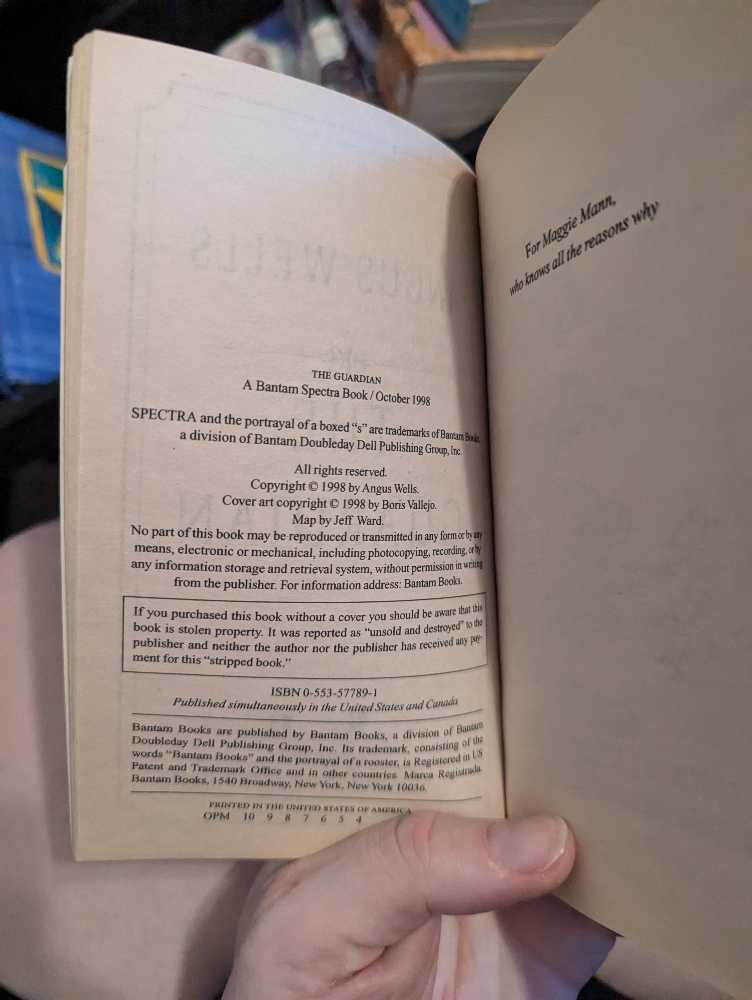 THE GUARDIAN
A Bantam Spectra Book / October 1998
SPECTRA and the portrayal of a boxed "s" are trademarks of Bantam Books,
a division of Bantam Doubleday Dell Publishing Group, Inc.
All rights reserved.
Copyright © 1998 by Angus Wells.
Cover art copyright © 1998 by Boris Vallejo.
Map by Jeff Ward.
No part of this book may be reproduced or transmitted in any form or by any
means, electronic or mechanical, including photocopying, recording, or by
any information storage and retrieval system, without permission in writing
from the publisher. For information address: Bantam Books.
If you purchased this book without a cover you should be aware that this
book is stolen property. It was reported as "unsold and destroyed" to the
publisher and neither the author nor the publisher has received any pay-
ment for this "stripped book."
ISBN 0-553-57789-1
Published simultaneously in the United States and Canada
Bantam Books are published by Bantam Books, a division of Bantam
Doubleday Dell Publishing Group, Inc. Its trademark, consisting of the
words "Bantam Books" and the portrayal of a rooster, is Registered in US
Patent and Trademark Office and in other countries. Marca Registrada.
Bantam Books, 1540 Broadway, New York, New York 10036.
PRINTED IN THE UNITED STATES OF AMERICA
OPM 10 9 8 7 6 5 4
For Maggie Mann,
who knows all the reasons why